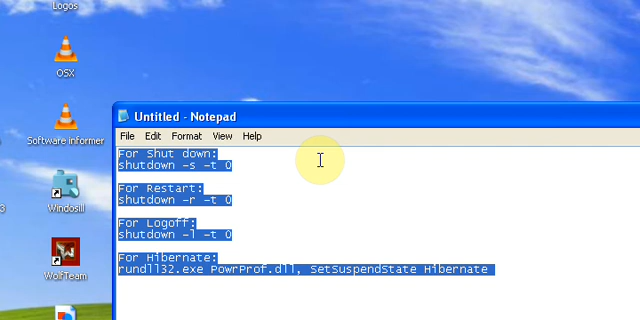 Logos
OSX
Software informer
3
Windosill
WolfTeam
Untitled - Notepad
File Edit Format View Help
For Shut down:
shutdown -s -t 0
For Restart:
shutdown -r -t 0
For Logoff:
shutdown -l -t 0
For Hibernate:
rundll32.exe PowrProf.dll, SetSuspendState Hibernate